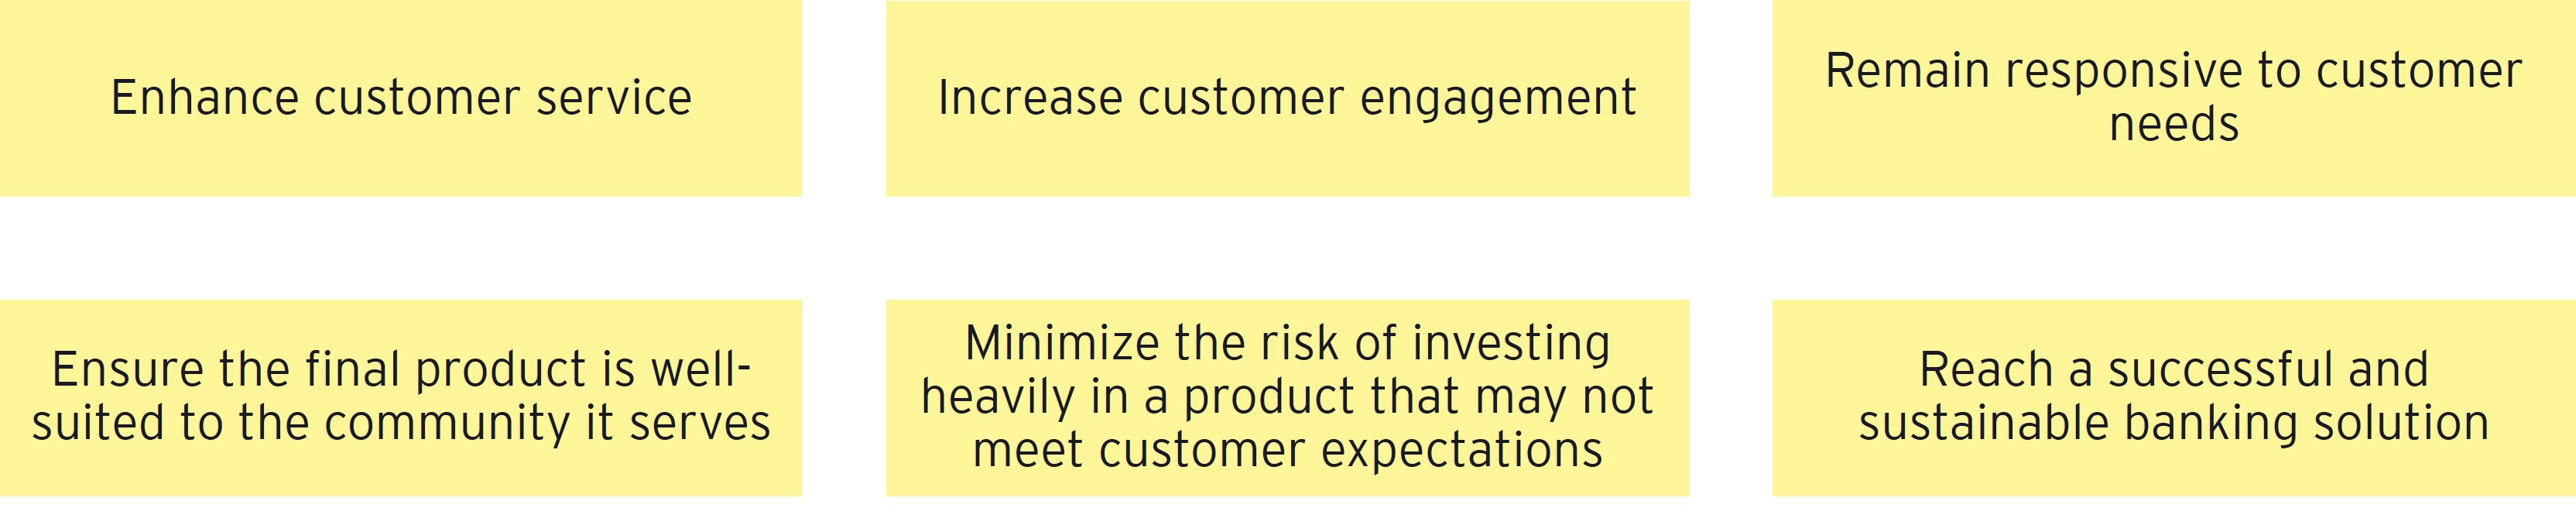 Enhance customer service
Increase customer engagement
Remain responsive to customer
needs
Ensure the final product is well-
suited to the community it serves
Minimize the risk of investing
heavily in a product that may not
meet customer expectations
Reach a successful and
sustainable banking solution